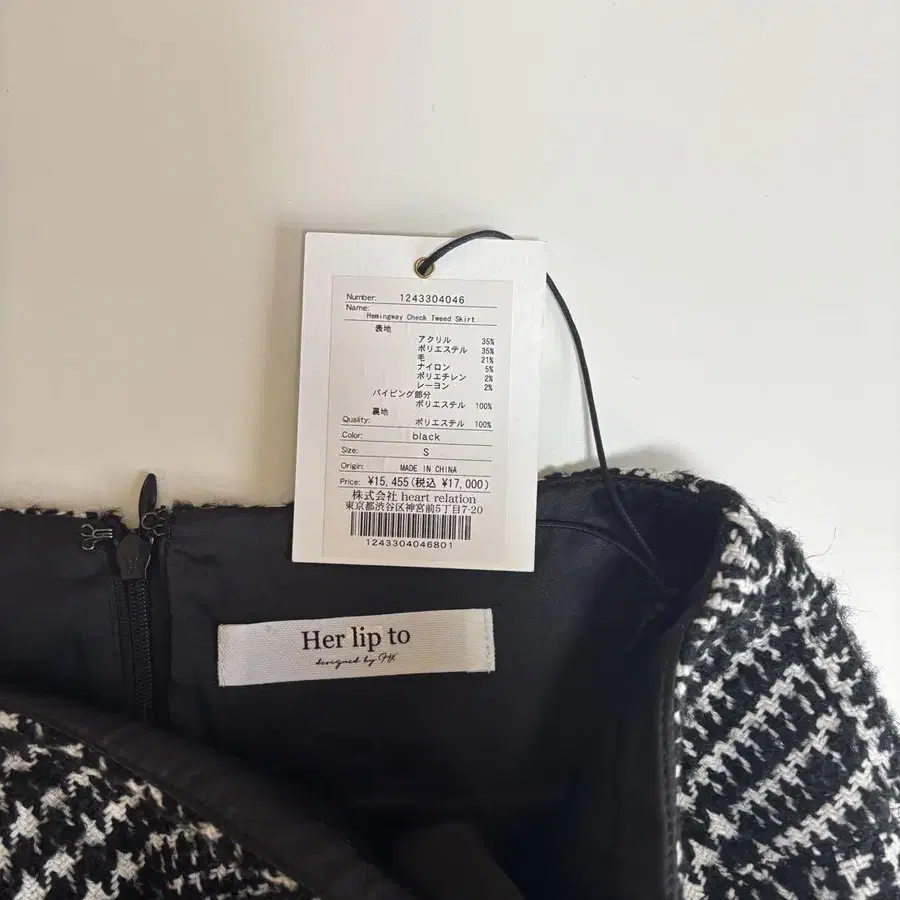 Number: 1243304046
Name:
Hemingway Check Tweed Skirt
表地
アクリル 35%
ポリエステル 35%
毛 21%
ナイロン 5%
ポリエチレン 2%
レーヨン 2%
パイピング部分
ポリエステル 100%
裏地
Quality: ポリエステル 100%
Color: black
Size: S
Origin: MADE IN CHINA
Price: ¥15,455(税込 ¥17,000)
株式会社 heart relation
東京都渋谷区神宮前5丁目7-20
1243304046801
Her lip to
designed by HK